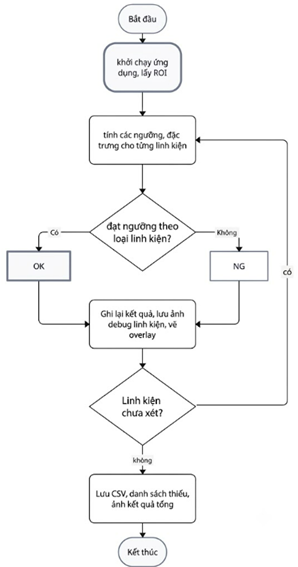 Bắt đầu
khởi chạy ứng
dụng, lấy ROI
tính các ngưỡng, đặc
trưng cho từng linh kiện
đạt ngưỡng theo
loại linh kiện?
Có
Không
OK
NG
có
Ghi lại kết quả, lưu ảnh
debug linh kiện, vẽ
overlay
Linh kiện
chưa xét?
không
Lưu CSV, danh sách thiếu,
ảnh kết quả tổng
Kết thúc